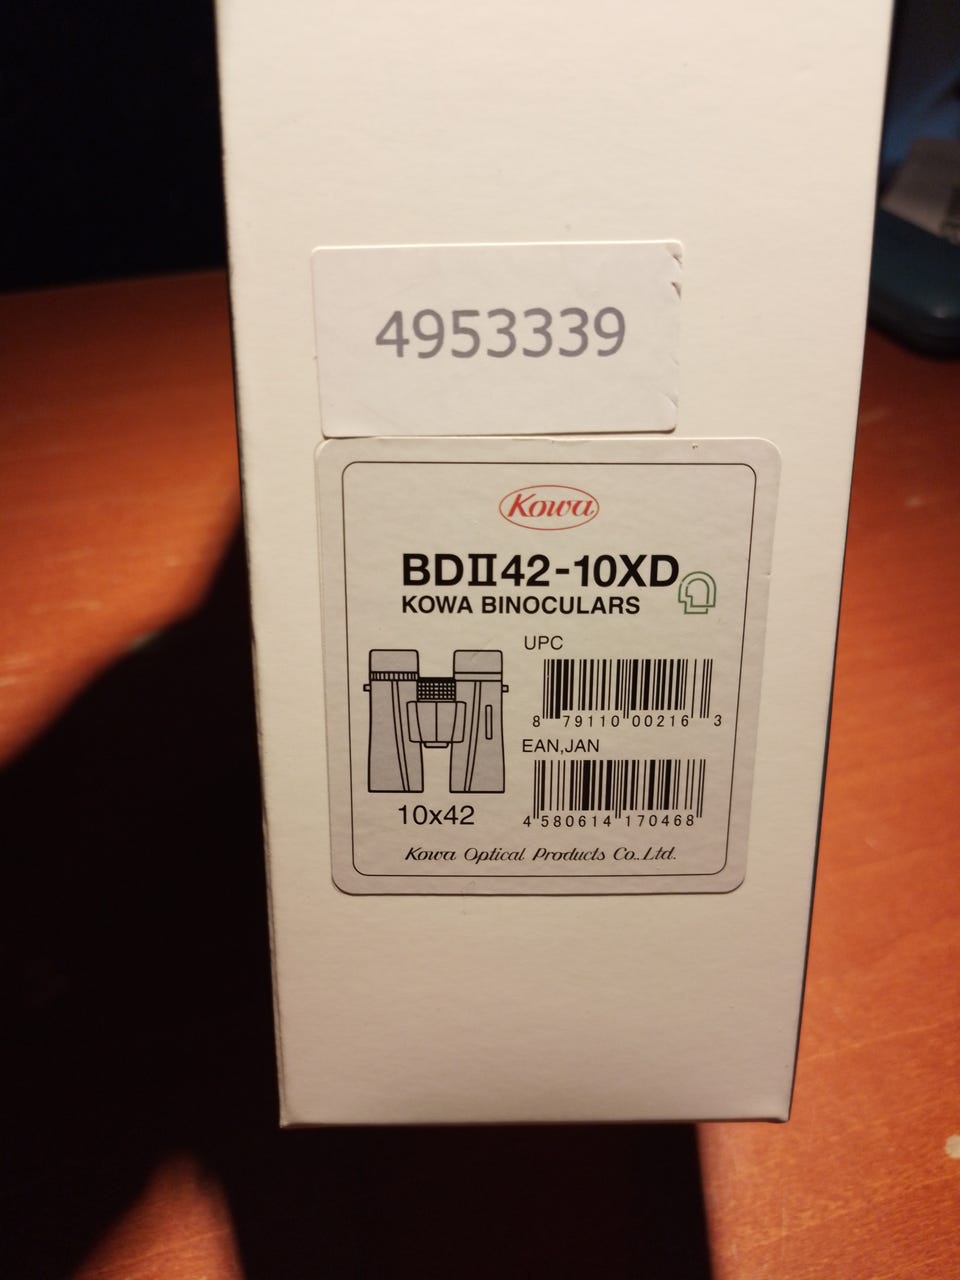 4953339
Kowa
BDⅡ42-10XD
KOWA BINOCULARS
UPC
8 79110 00216 3
EAN,JAN
4 580614 170468
10x42
Kowa Optical Products Co.,Ltd.